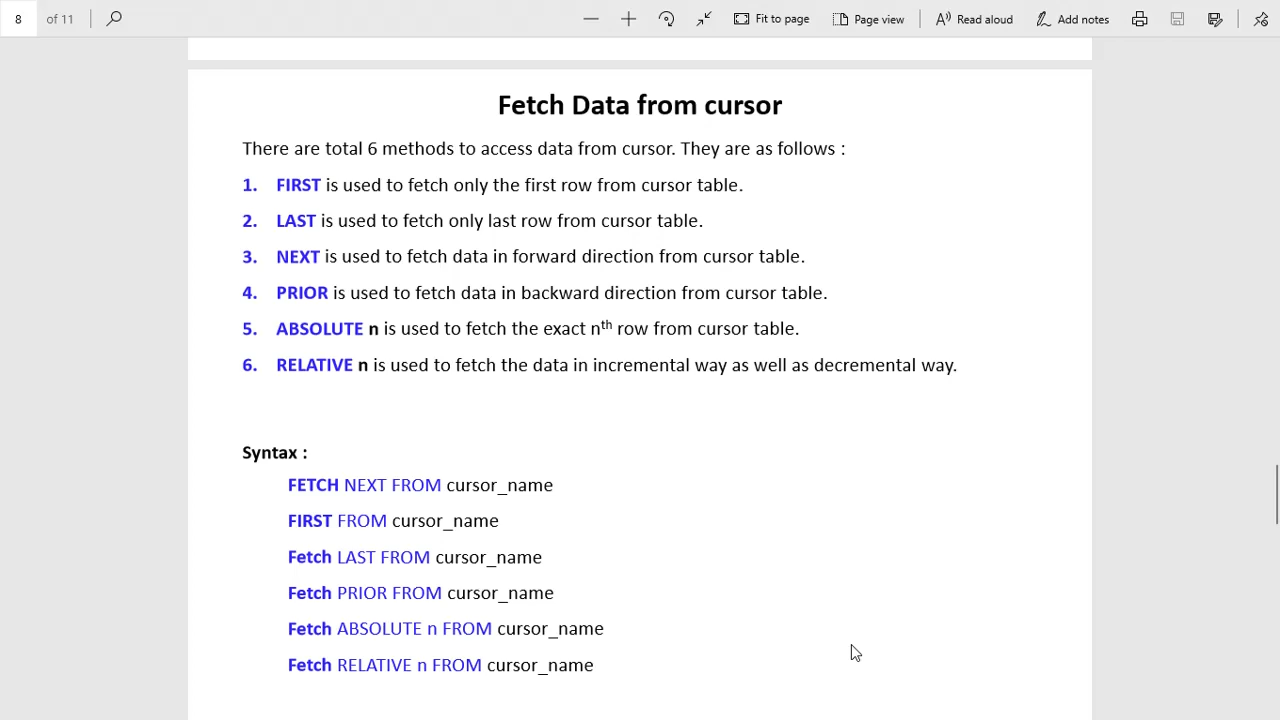 8 of 11 Fit to page Page view Read aloud Add notes
Fetch Data from cursor
There are total 6 methods to access data from cursor. They are as follows :
1. FIRST is used to fetch only the first row from cursor table.
2. LAST is used to fetch only last row from cursor table.
3. NEXT is used to fetch data in forward direction from cursor table.
4. PRIOR is used to fetch data in backward direction from cursor table.
5. ABSOLUTE n is used to fetch the exact nth row from cursor table.
6. RELATIVE n is used to fetch the data in incremental way as well as decremental way.
Syntax :
FETCH NEXT FROM cursor_name
FIRST FROM cursor_name
Fetch LAST FROM cursor_name
Fetch PRIOR FROM cursor_name
Fetch ABSOLUTE n FROM cursor_name
Fetch RELATIVE n FROM cursor_name